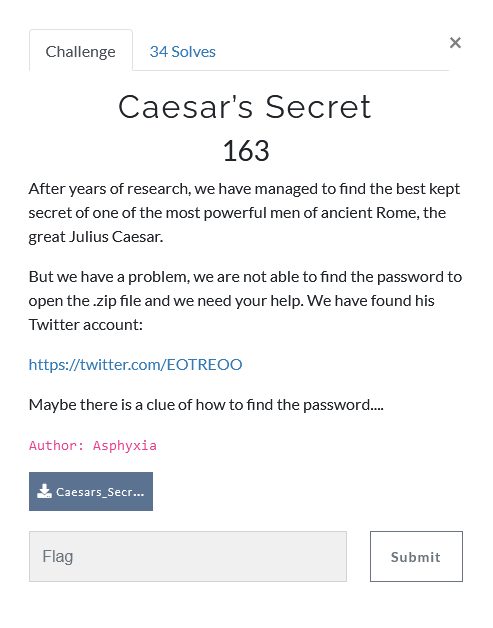 Challenge
34 Solves
×
Caesar's Secret
163
After years of research, we have managed to find the best kept
secret of one of the most powerful men of ancient Rome, the
great Julius Caesar.
But we have a problem, we are not able to find the password to
open the .zip file and we need your help. We have found his
Twitter account:
https://twitter.com/EOTREOO
Maybe there is a clue of how to find the password....
Author: Asphyxia
Caesars_Secr...
Flag
Submit